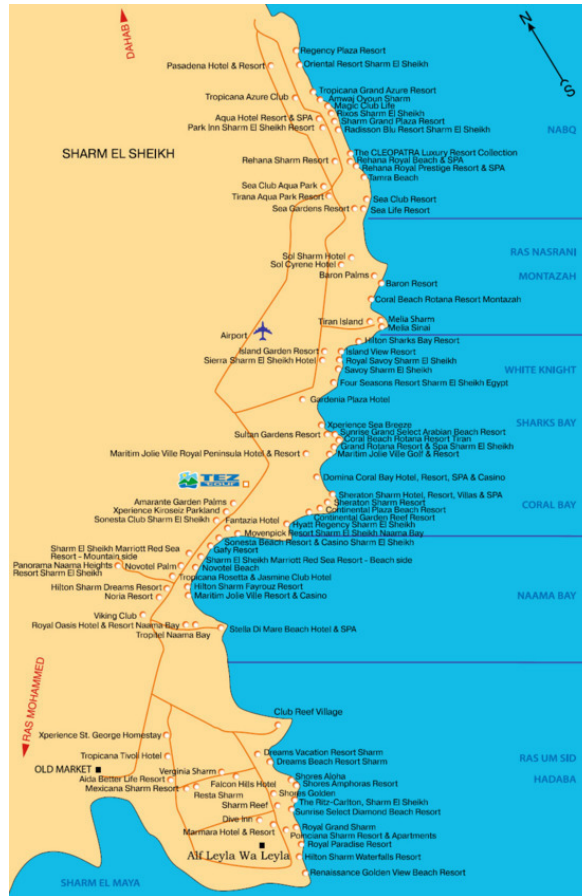 DAHAB
N
S
Regency Plaza Resort
Pasadena Hotel & Resort
Oriental Resort Sharm El Sheikh
Tropicana Grand Azure Resort
Tropicana Azure Club
Amwaj Oyoun Sharm
Magic Club Life
Rixos Sharm El Sheikh
Aqua Hotel Resort & SPA
Sharm Grand Plaza Resort
Park Inn Sharm El Sheikh Resort
Radisson Blu Resort Sharm El Sheikh
NABQ
SHARM EL SHEIKH
The CLEOPATRA Luxury Resort Collection
Rehana Sharm Resort
Rehana Royal Beach & SPA
Rehana Royal Prestige Resort & SPA
Tamra Beach
Sea Club Aqua Park
Tirana Aqua Park Resort
Sea Club Resort
Sea Gardens Resort
Sea Life Resort
RAS NASRANI
Sol Sharm Hotel
Sol Cyrene Hotel
Baron Palms
MONTAZAH
Baron Resort
Coral Beach Rotana Resort Montazah
Tiran Island
Melia Sharm
Melia Sinai
Airport
Hilton Sharks Bay Resort
Island Garden Resort
Island View Resort
Sierra Sharm El Sheikh Hotel
Royal Savoy Sharm El Sheikh
Savoy Sharm El Sheikh
WHITE KNIGHT
Four Seasons Resort Sharm El Sheikh Egypt
Gardenia Plaza Hotel
SHARKS BAY
Xperience Sea Breeze
Sultan Gardens Resort
Sunrise Grand Select Arabian Beach Resort
Coral Beach Rotana Resort Tiran
Grand Rotana Resort & Spa Sharm El Sheikh
Maritim Jolie Ville Royal Peninsula Hotel & Resort
Maritim Jolie Ville Golf & Resort
TEZ
TOUR
Domina Coral Bay Hotel, Resort, SPA & Casino
Sheraton Sharm Hotel, Resort, Villas & SPA
Amarante Garden Palms
Sheraton Sharm Resort
CORAL BAY
Xperience Kiroseiz Parkland
Continental Plaza Beach Resort
Continental Garden Reef Resort
Sonesta Club Sharm El Sheikh
Fantazia Hotel
Hyatt Regency Sharm El Sheikh
Movenpick Resort Sharm El Sheikh Naama Bay
Sonesta Beach Resort & Casino Sharm El Sheikh
Gafy Resort
Sharm El Sheikh Marriott Red Sea
Resort - Mountain side
Sharm El Sheikh Marriott Red Sea Resort - Beach side
Panorama Naama Heights
Resort Sharm El Sheikh
Novotel Palm
Novotel Beach
Tropicana Rosetta & Jasmine Club Hotel
Hilton Sharm Dreams Resort
Hilton Sharm Fayrouz Resort
Noria Resort
Maritim Jolie Ville Resort & Casino
NAAMA BAY
Viking Club
Royal Oasis Hotel & Resort Naama Bay
Tropitel Naama Bay
Stella Di Mare Beach Hotel & SPA
RAS MOHAMMED
Club Reef Village
Xperience St. George Homestay
Tropicana Tivoli Hotel
Dreams Vacation Resort Sharm
Dreams Beach Resort Sharm
RAS UM SID
OLD MARKET
Verginia Sharm
HADABA
Aida Better Life Resort
Shores Aloha
Mexicana Sharm Resort
Falcon Hills Hotel
Shores Amphoras Resort
Resta Sharm
Shores Golden
The Ritz-Carlton, Sharm El Sheikh
Sharm Reef
Sunrise Select Diamond Beach Resort
Dive Inn
Royal Grand Sharm
Marmara Hotel & Resort
Poinciana Sharm Resort & Apartments
Royal Paradise Resort
Alf Leyla Wa Leyla
Hilton Sharm Waterfalls Resort
Renaissance Golden View Beach Resort
SHARM EL MAYA